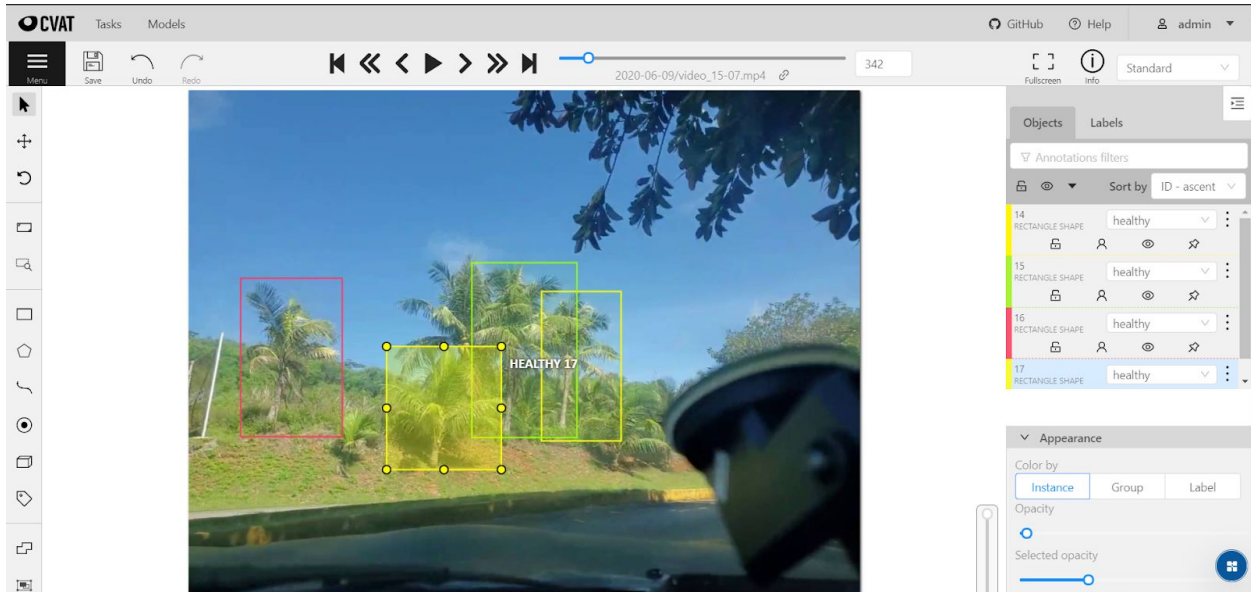 CVAT Tasks Models GitHub Help admin
Menu Save Undo Redo 2020-06-09/video_15-07.mp4 342 Fullscreen Info Standard
Objects Labels
Annotations filters
Sort by ID - ascent
14 RECTANGLE SHAPE healthy
15 RECTANGLE SHAPE healthy
16 RECTANGLE SHAPE healthy
17 RECTANGLE SHAPE healthy
HEALTHY 17
Appearance
Color by
Instance Group Label
Opacity
Selected opacity